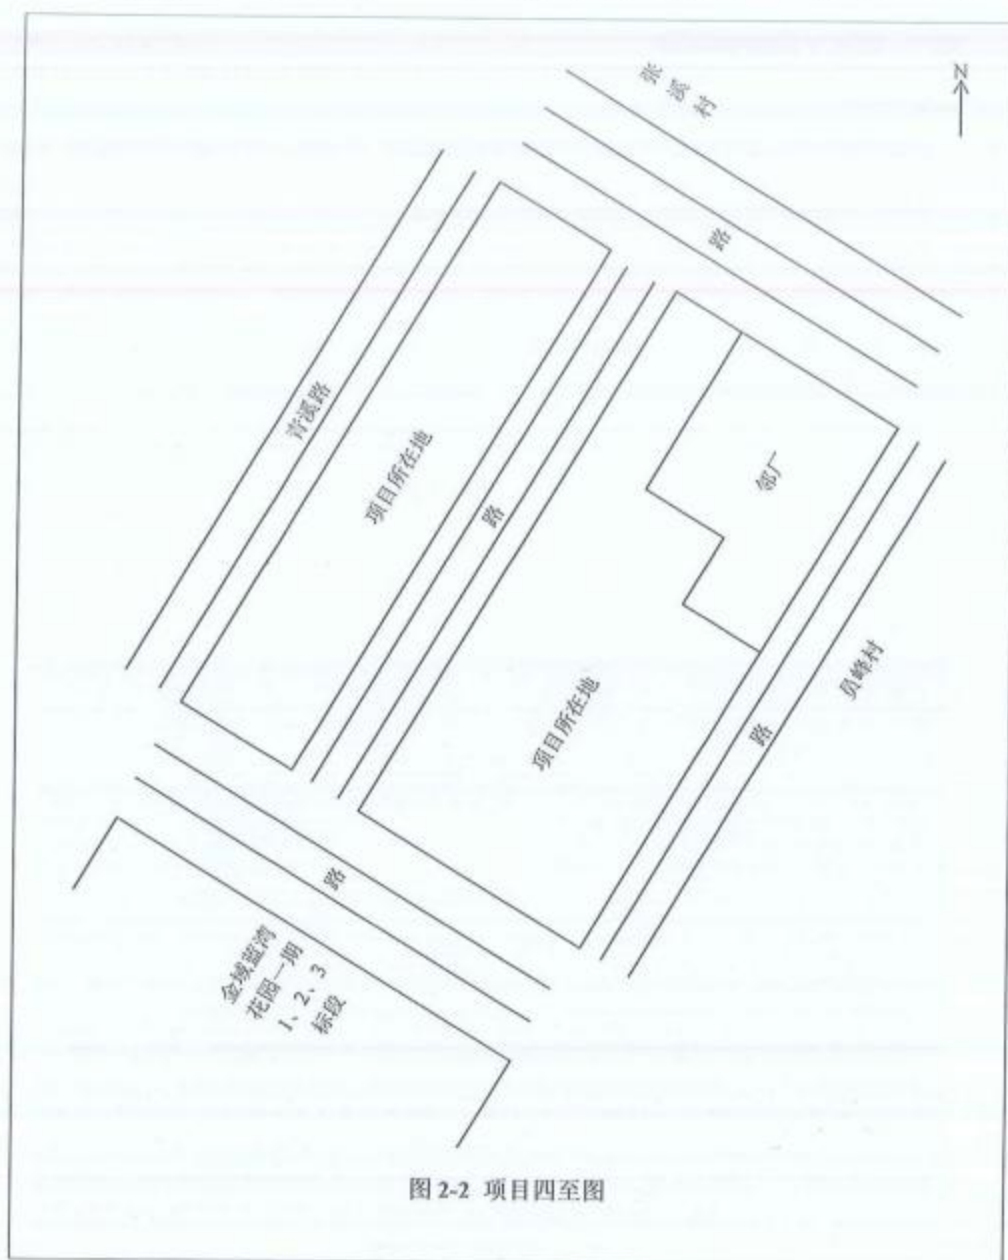 N
张溪村
路
青溪路
项目所在地
路
邻厂
项目所在地
员峰村
路
路
金域蓝湾
花园一期
1、2、3
标段
图 2-2 项目四至图